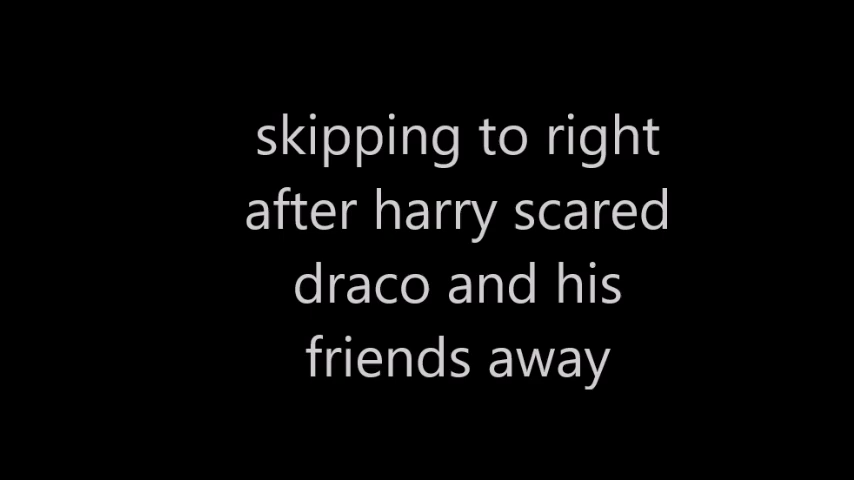 skipping to right
after harry scared
draco and his
friends away